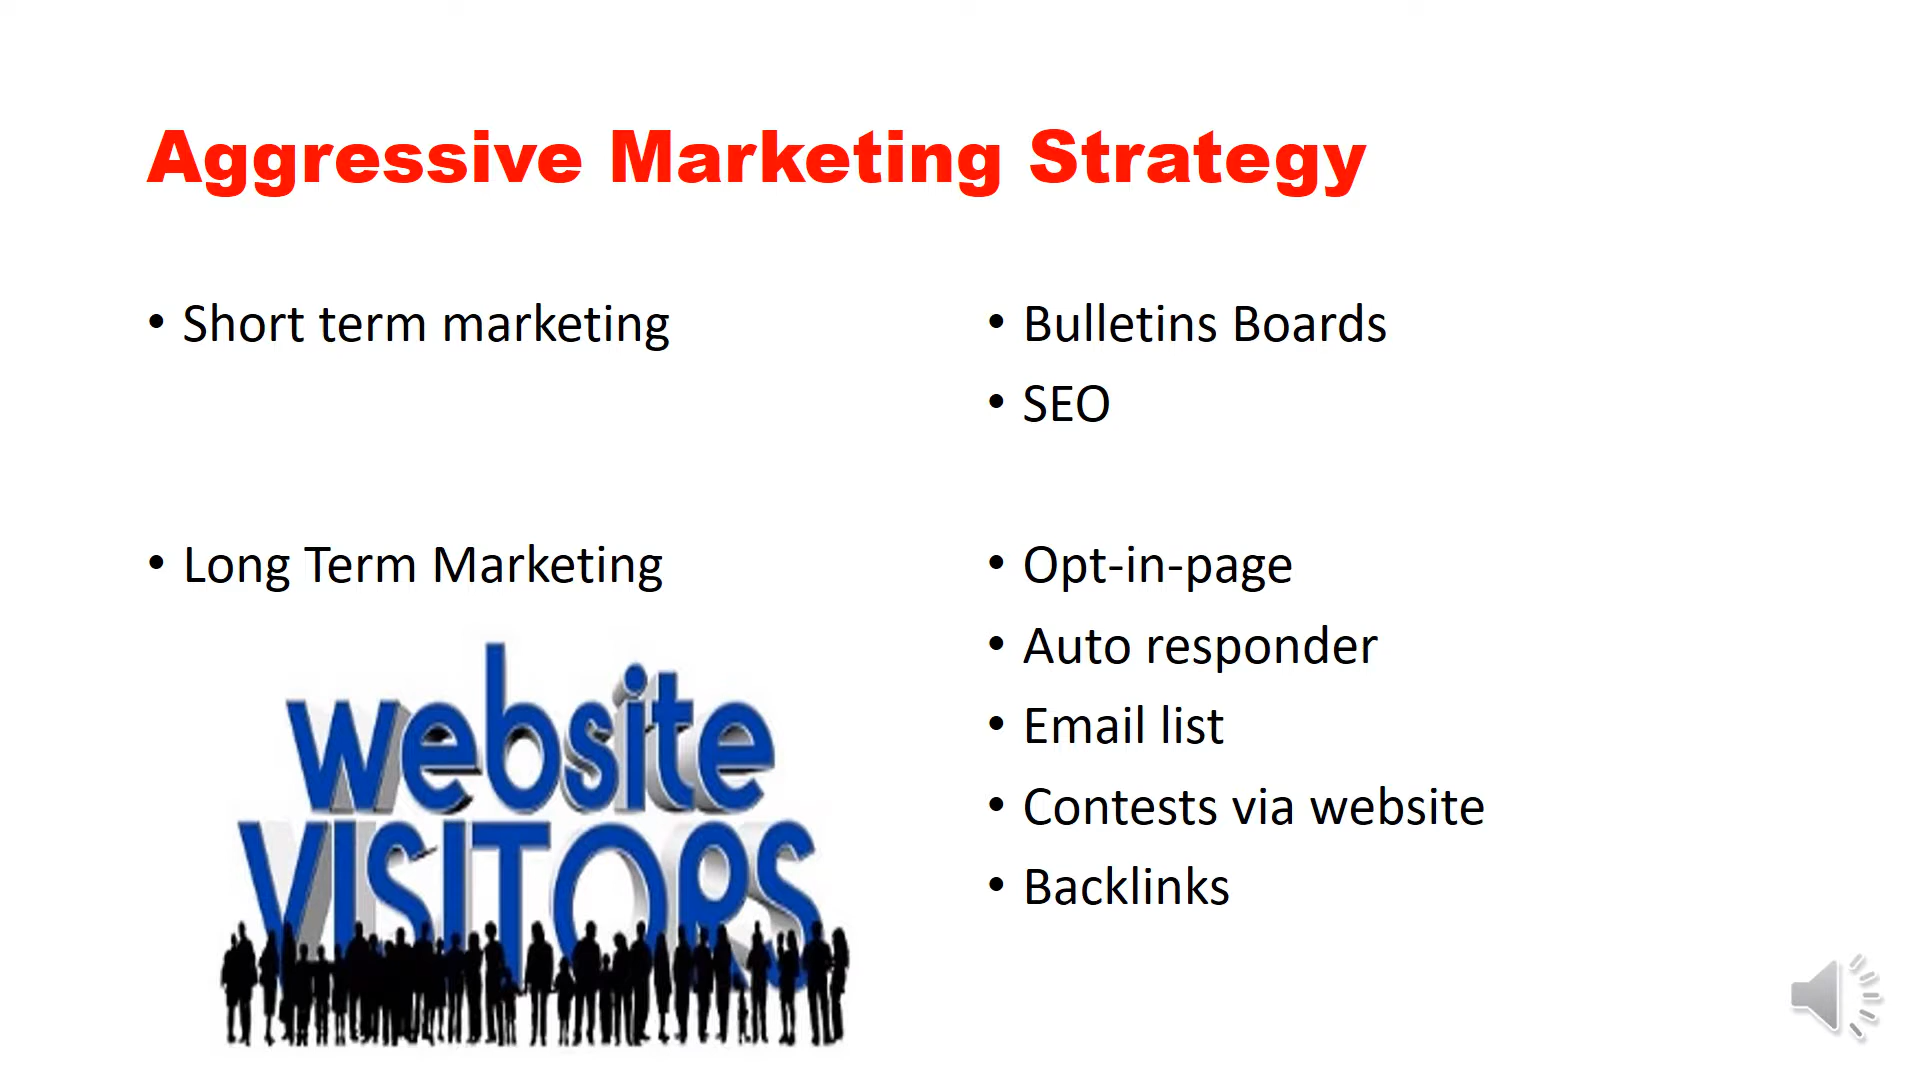 Aggressive Marketing Strategy
• Short term marketing
• Bulletins Boards
• SEO
• Long Term Marketing
• Opt-in-page
• Auto responder
• Email list
• Contests via website
• Backlinks
website
VISITORS